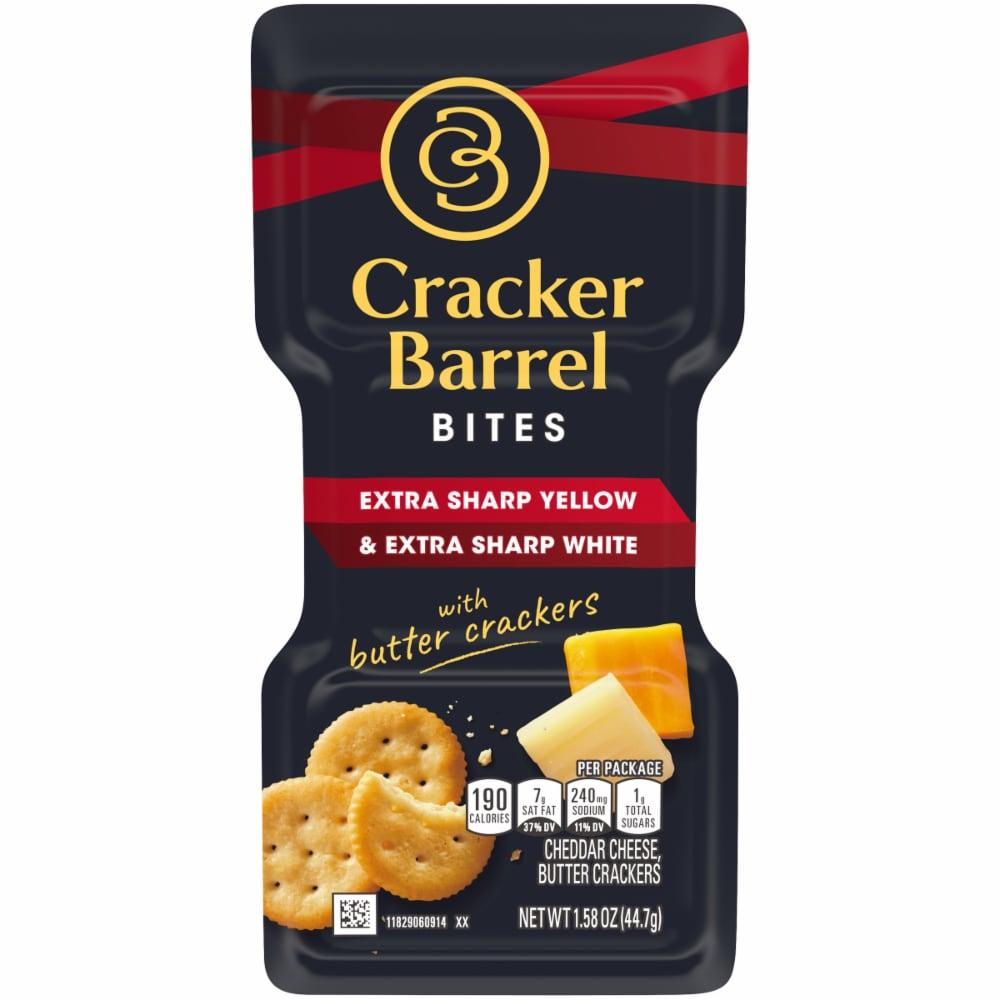 CB
Cracker
Barrel
BITES
EXTRA SHARP YELLOW
& EXTRA SHARP WHITE
with
butter crackers
PER PACKAGE
190 CALORIES
7g SAT FAT 37% DV
240mg SODIUM 11% DV
1g TOTAL SUGARS
CHEDDAR CHEESE,
BUTTER CRACKERS
11829060914 XX
NET WT 1.58 OZ (44.7g)